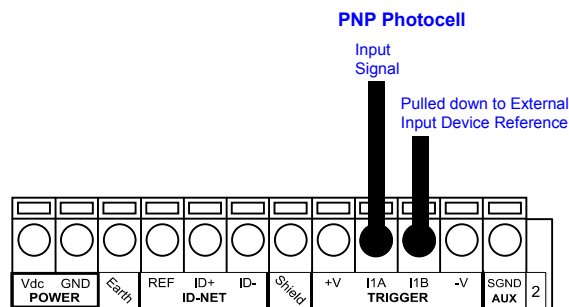 PNP Photocell
Input
Signal
Pulled down to External
Input Device Reference
Vdc GND Earth REF ID+ ID- Shield +V I1A I1B -V SGND 2
POWER ID-NET TRIGGER AUX